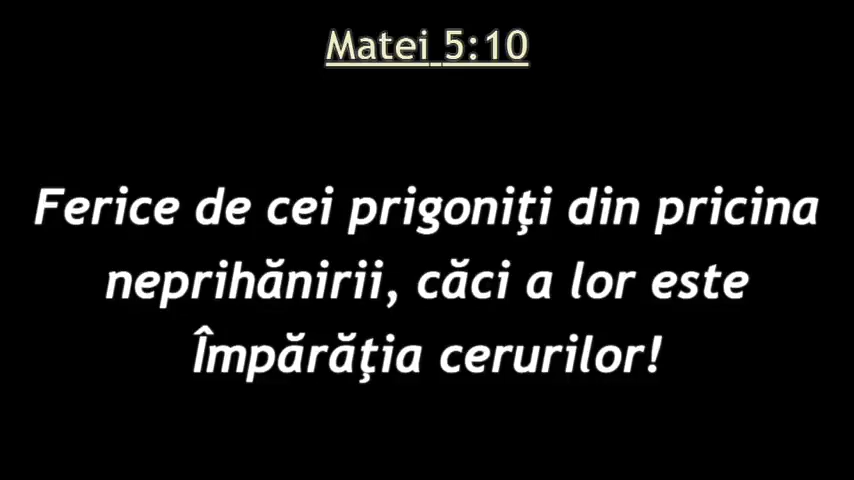 Matei 5:10
Ferice de cei prigoniţi din pricina
neprihănirii, căci a lor este
Împărăţia cerurilor!